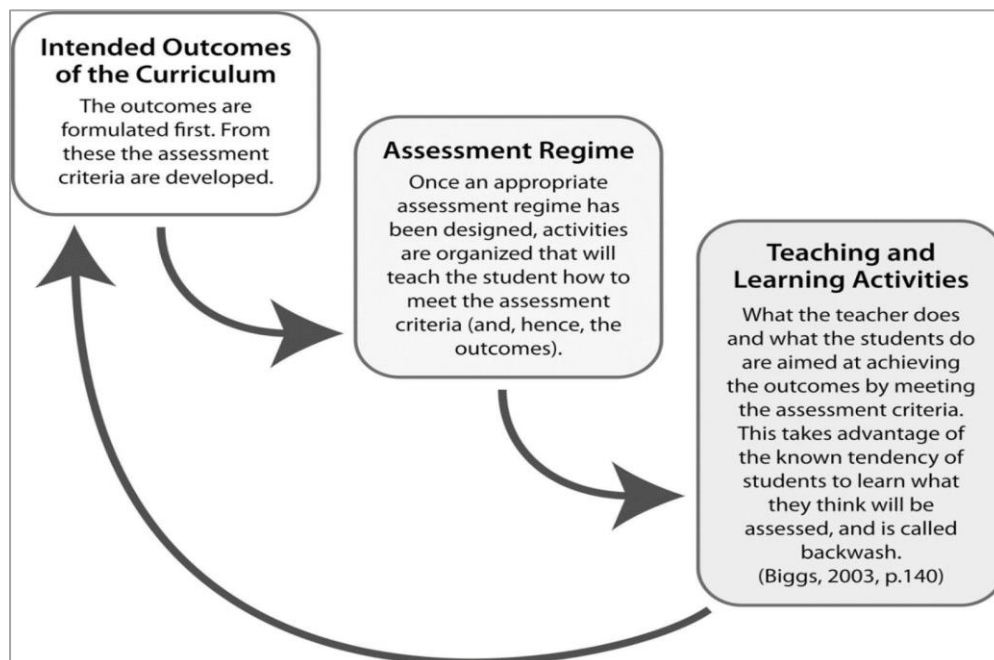 Intended Outcomes
of the Curriculum
The outcomes are
formulated first. From
these the assessment
criteria are developed.
Assessment Regime
Once an appropriate
assessment regime has
been designed, activities
are organized that will
teach the student how to
meet the assessment
criteria (and, hence, the
outcomes).
Teaching and
Learning Activities
What the teacher does
and what the students do
are aimed at achieving
the outcomes by meeting
the assessment criteria.
This takes advantage of
the known tendency of
students to learn what
they think will be
assessed, and is called
backwash.
(Biggs, 2003, p.140)